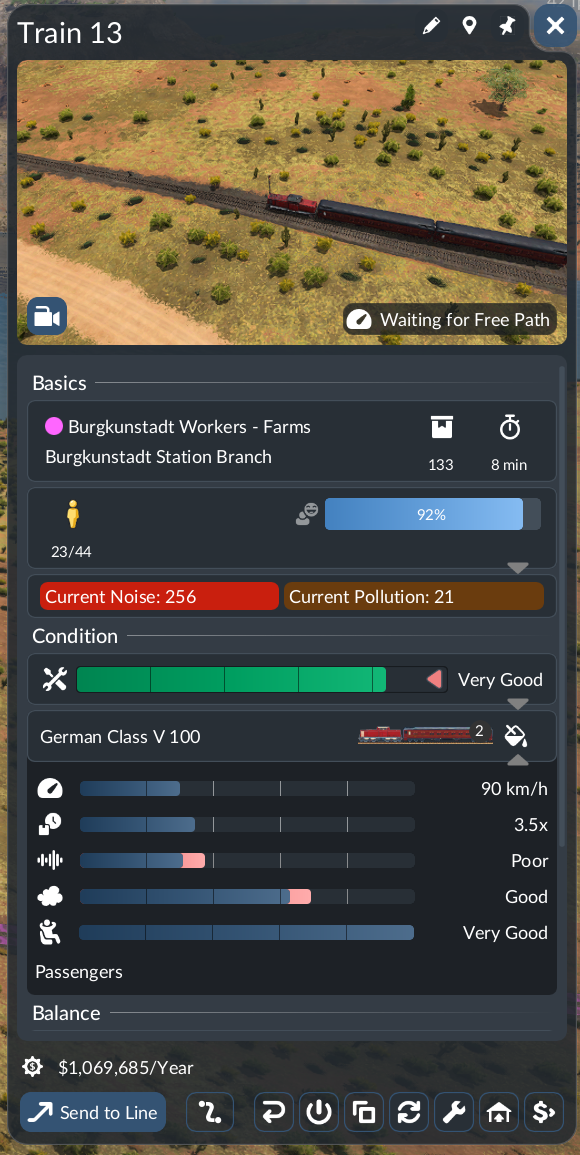 Train 13
Waiting for Free Path
Basics
Burgkunstadt Workers - Farms
Burgkunstadt Station Branch
133
8 min
23/44
92%
Current Noise: 256
Current Pollution: 21
Condition
Very Good
German Class V 100
2
90 km/h
3.5x
Poor
Good
Very Good
Passengers
Balance
$1,069,685/Year
Send to Line